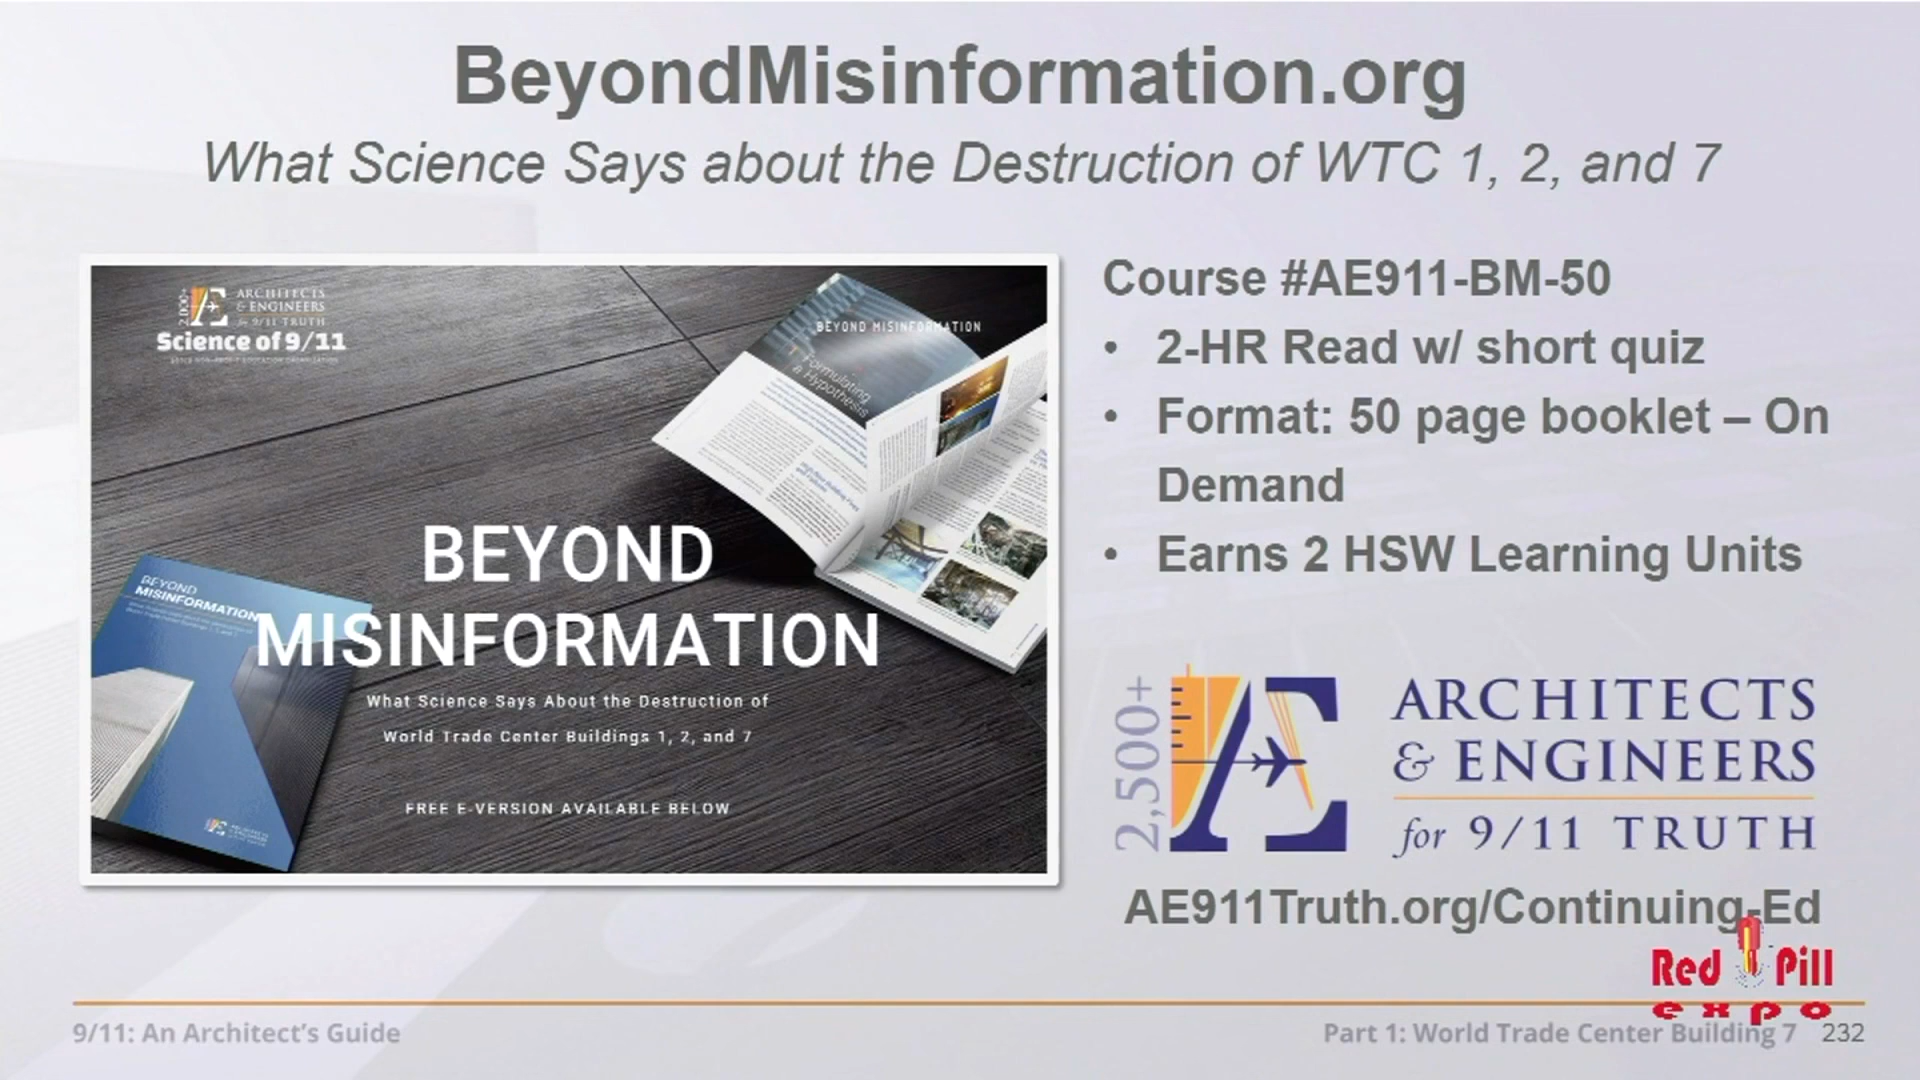 BeyondMisinformation.org
What Science Says about the Destruction of WTC 1, 2, and 7
2,000+
ARCHITECTS
& ENGINEERS
for 9/11 TRUTH
Science of 9/11
BEYOND MISINFORMATION
Formulating
a Hypothesis
BEYOND
MISINFORMATION
BEYOND
MISINFORMATION
What Science Says About the Destruction of
World Trade Center Buildings 1, 2, and 7
FREE E-VERSION AVAILABLE BELOW
Course #AE911-BM-50
• 2-HR Read w/ short quiz
• Format: 50 page booklet – On
Demand
• Earns 2 HSW Learning Units
2,500+
AE
ARCHITECTS
& ENGINEERS
for 9/11 TRUTH
AE911Truth.org/Continuing-Ed
Red Pill
expo
9/11: An Architect's Guide
Part 1: World Trade Center Building 7 232